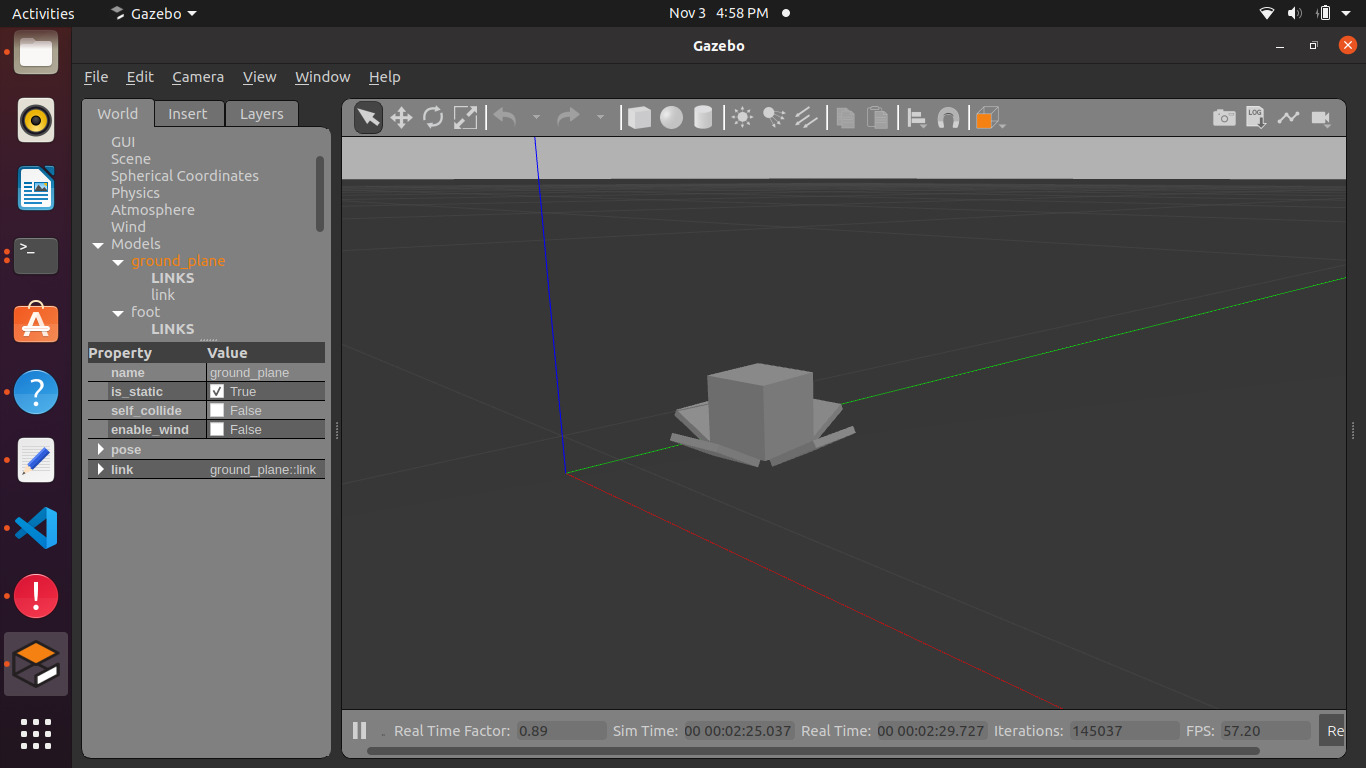 Activities Gazebo Nov 3 4:58 PM
Gazebo
File Edit Camera View Window Help
World Insert Layers
GUI
Scene
Spherical Coordinates
Physics
Atmosphere
Wind
Models
ground_plane
LINKS
link
foot
LINKS
Property Value
name ground_plane
is_static True
self_collide False
enable_wind False
pose
link ground_plane::link
LOG
>_
Real Time Factor: 0.89 Sim Time: 00 00:02:25.037 Real Time: 00 00:02:29.727 Iterations: 145037 FPS: 57.20 Re